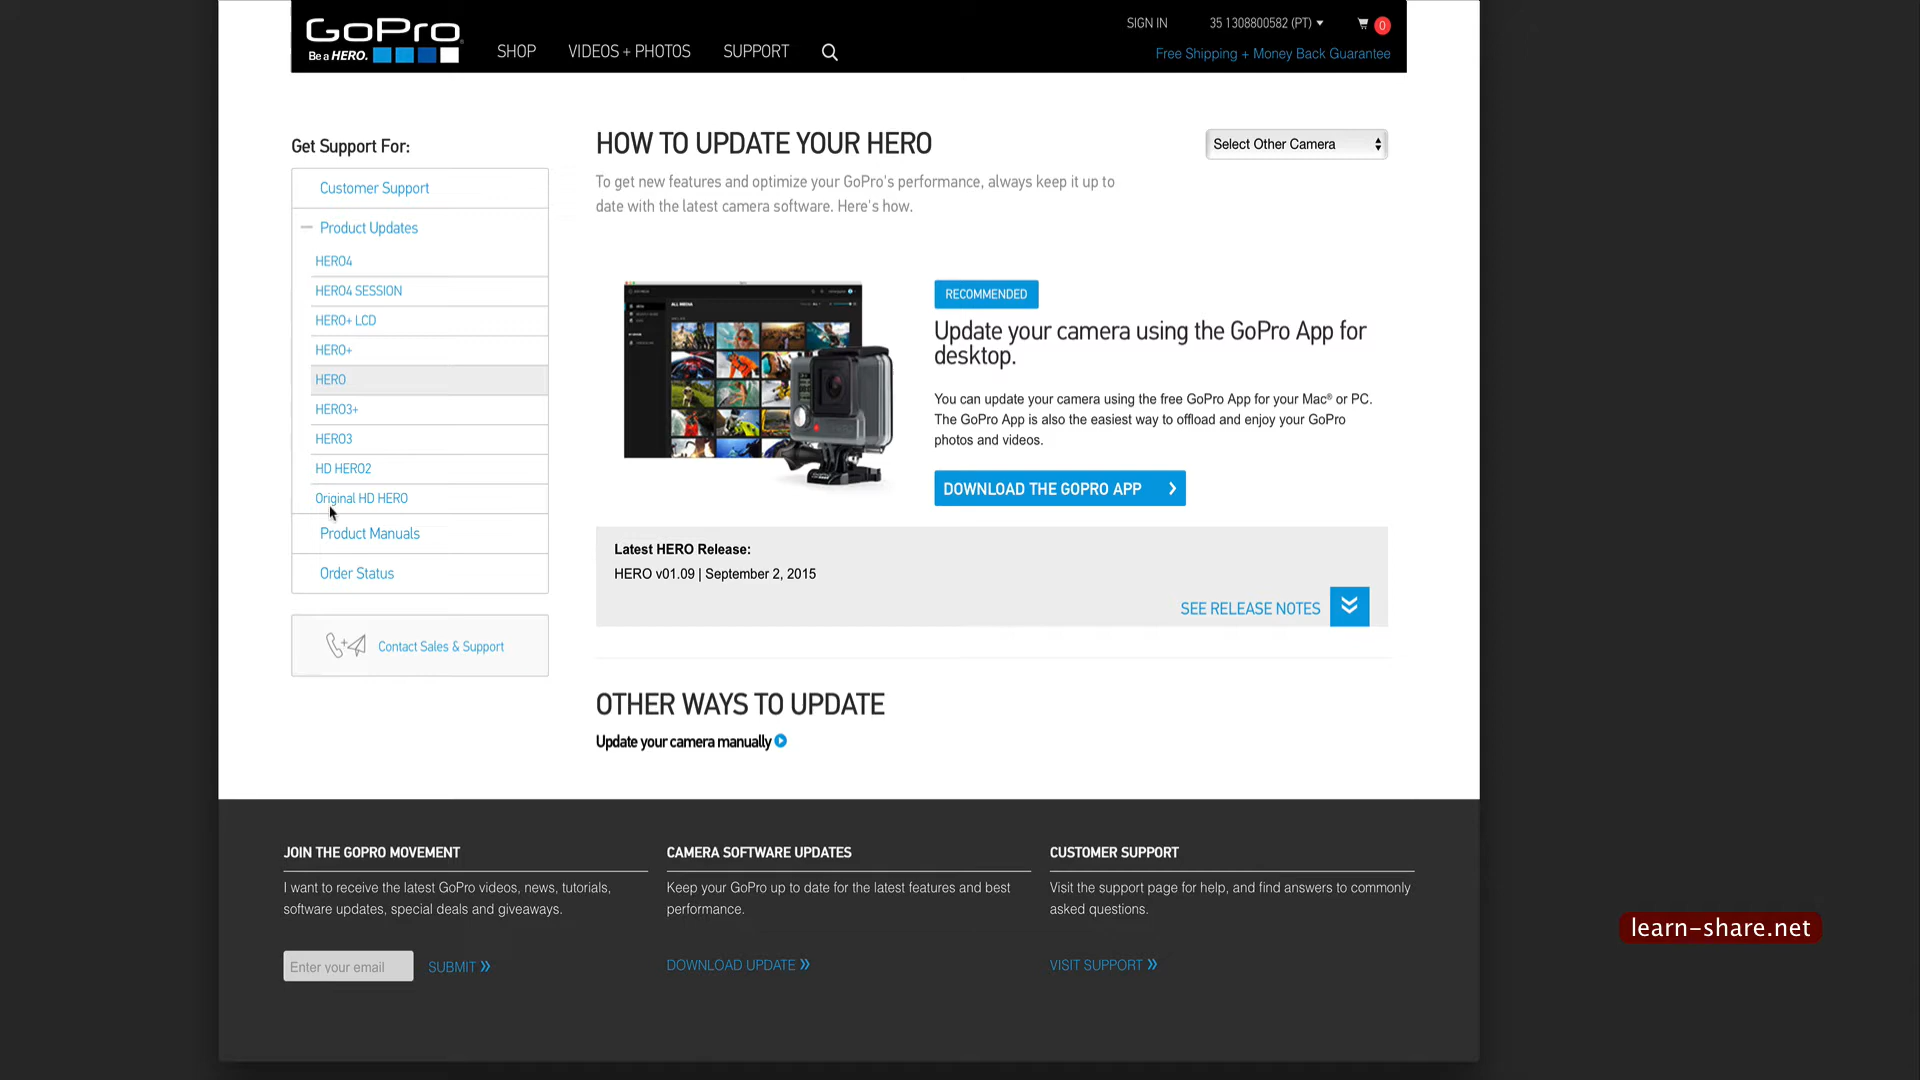 GoPro
Be a HERO.
SHOP
VIDEOS + PHOTOS
SUPPORT
SIGN IN
35 1308800582 (PT)
0
Free Shipping + Money Back Guarantee
Get Support For:
Customer Support
Product Updates
HERO4
HERO4 SESSION
HERO+ LCD
HERO+
HERO
HERO3+
HERO3
HD HERO2
Original HD HERO
Product Manuals
Order Status
Contact Sales & Support
HOW TO UPDATE YOUR HERO
Select Other Camera
To get new features and optimize your GoPro's performance, always keep it up to
date with the latest camera software. Here's how.
ALL MEDIA
RECOMMENDED
Update your camera using the GoPro App for
desktop.
You can update your camera using the free GoPro App for your Mac® or PC.
The GoPro App is also the easiest way to offload and enjoy your GoPro
photos and videos.
DOWNLOAD THE GOPRO APP
Latest HERO Release:
HERO v01.09 | September 2, 2015
SEE RELEASE NOTES
OTHER WAYS TO UPDATE
Update your camera manually
JOIN THE GOPRO MOVEMENT
I want to receive the latest GoPro videos, news, tutorials,
software updates, special deals and giveaways.
Enter your email
SUBMIT »
CAMERA SOFTWARE UPDATES
Keep your GoPro up to date for the latest features and best
performance.
DOWNLOAD UPDATE »
CUSTOMER SUPPORT
Visit the support page for help, and find answers to commonly
asked questions.
VISIT SUPPORT »
learn-share.net